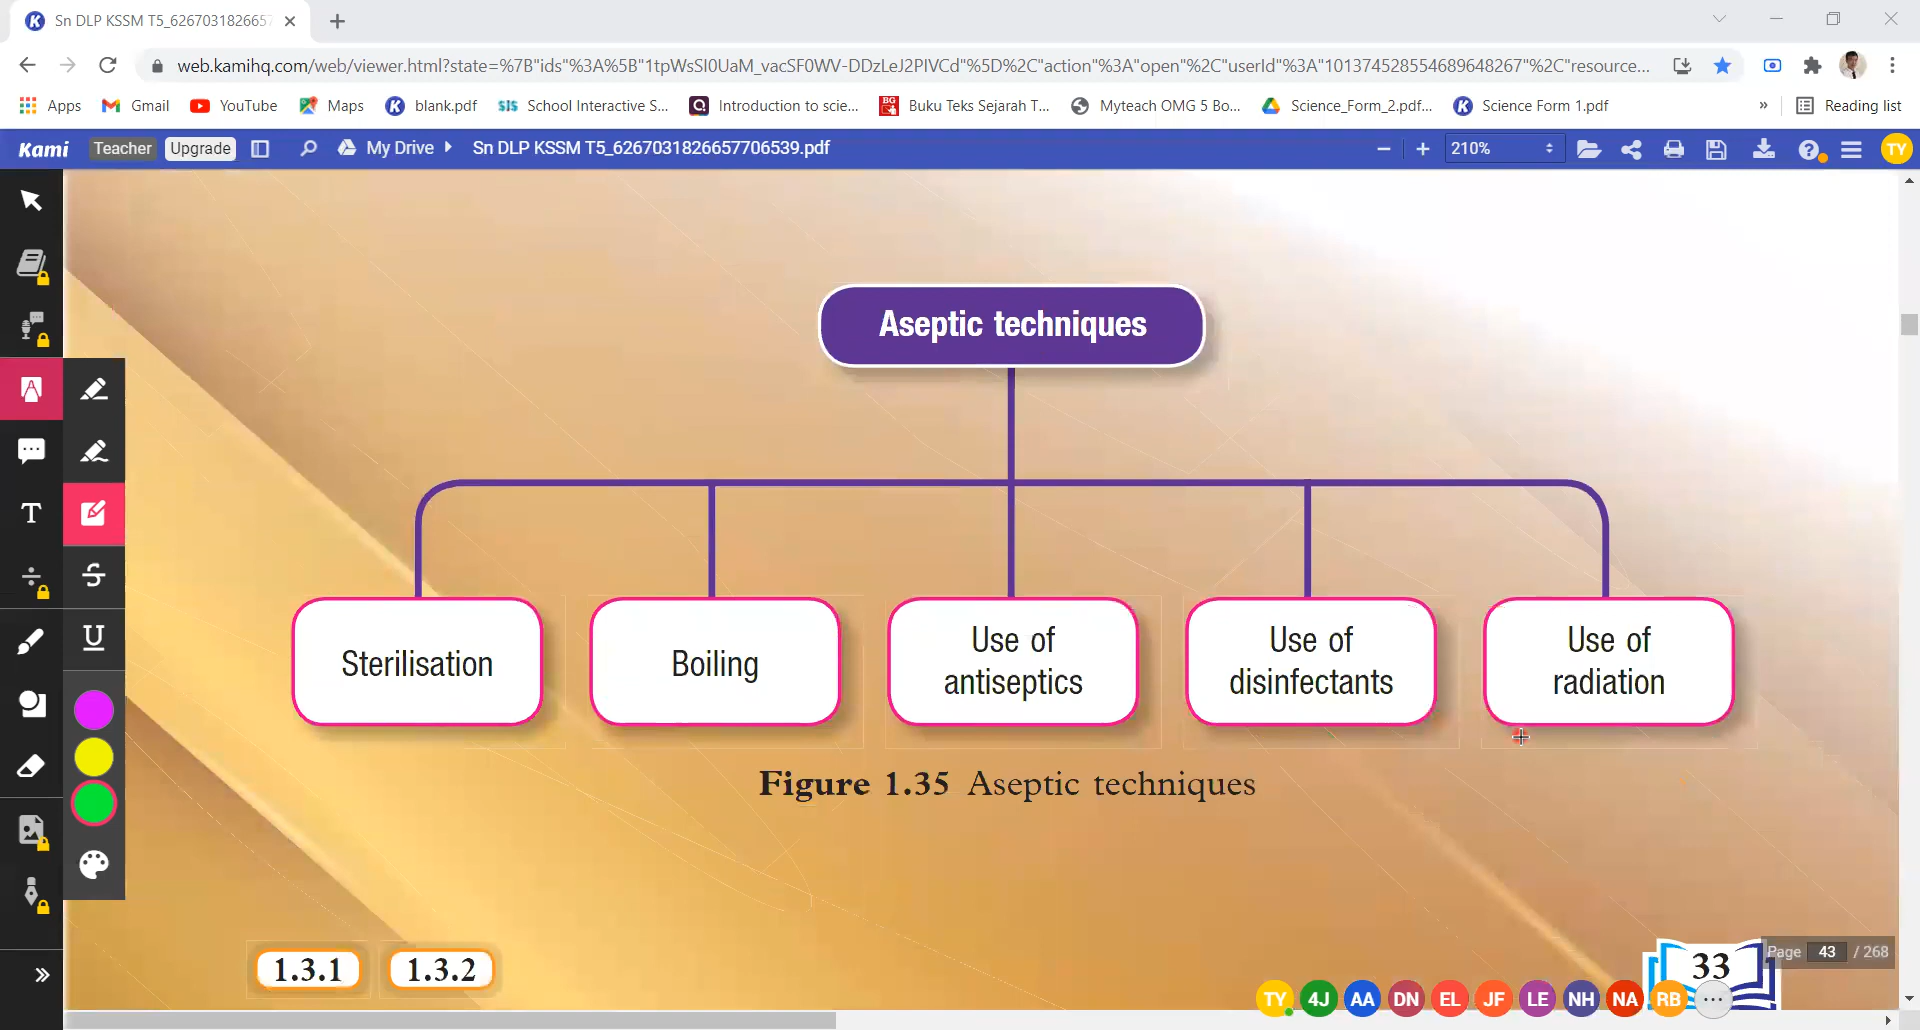 Sn DLP KSSM T5_6267031826657
web.kamihq.com/web/viewer.html?state=%7B"ids"%3A%5B"1tpWsSI0UaM_vacSF0WV-DDzLeJ2PIVCd"%5D%2C"action"%3A"open"%2C"userId"%3A"101374528554689648267"%2C"resource...
Apps Gmail YouTube Maps blank.pdf School Interactive S... Introduction to scie... Buku Teks Sejarah T... Myteach OMG 5 Bo... Science_Form_2.pdf... Science Form 1.pdf » Reading list
Kami Teacher Upgrade My Drive Sn DLP KSSM T5_6267031826657706539.pdf 210% TY
Aseptic techniques
Sterilisation
Boiling
Use of
antiseptics
Use of
disinfectants
Use of
radiation
Figure 1.35 Aseptic techniques
1.3.1 1.3.2
33
Page 43 / 268
TY 4J AA DN EL JF LE NH NA RB ...